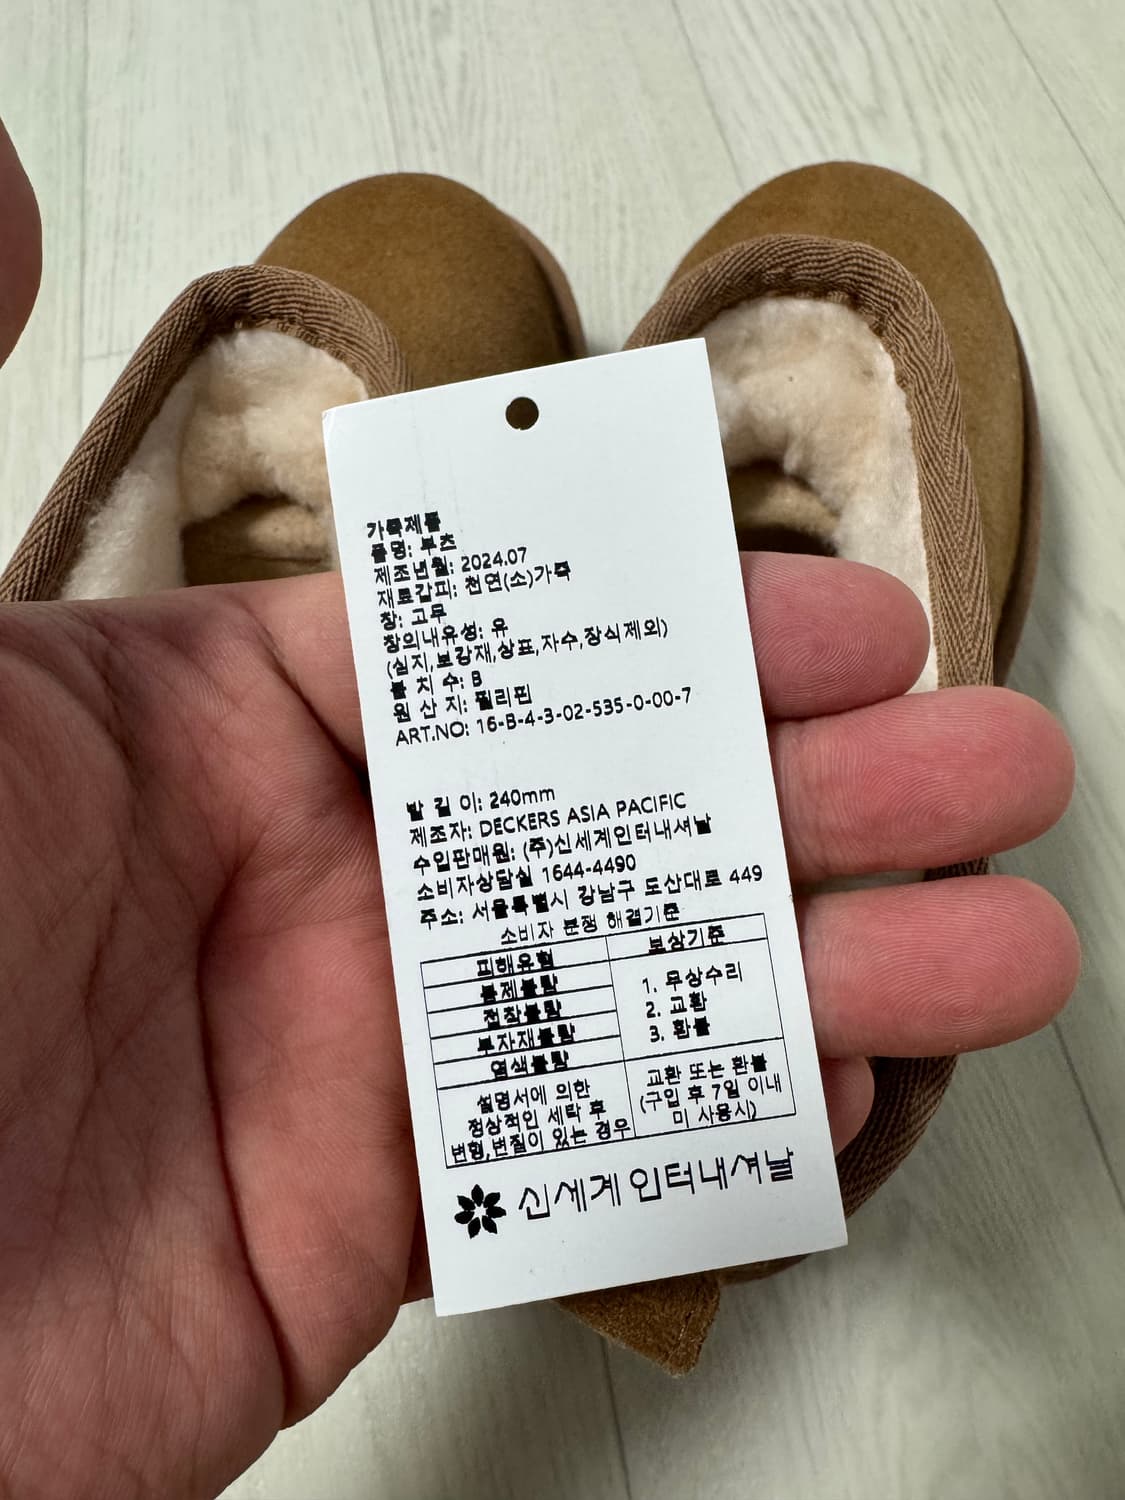 가죽제품
품명: 부츠
제조년월: 2024.07
재료갑피: 천연(소)가죽
창: 고무
창의내유성: 유
(심지,보강재,상표,자수,장식제외)
볼 치 수: B
원 산 지: 필리핀
ART.NO: 16-B-4-3-02-535-0-00-7
발 길 이: 240mm
제조자: DECKERS ASIA PACIFIC
수입판매원: (주)신세계인터내셔날
소비자상담실 1644-4490
주소: 서울특별시 강남구 도산대로 449
소비자 분쟁 해결기준
피해유형
보상기준
봉제불량
접착불량
부자재불량
염색불량
1. 무상수리
2. 교환
3. 환불
설명서에 의한
정상적인 세탁 후
변형,변질이 있는 경우
교환 또는 환불
(구입 후 7일 이내
미 사용시)
신세계인터내셔날